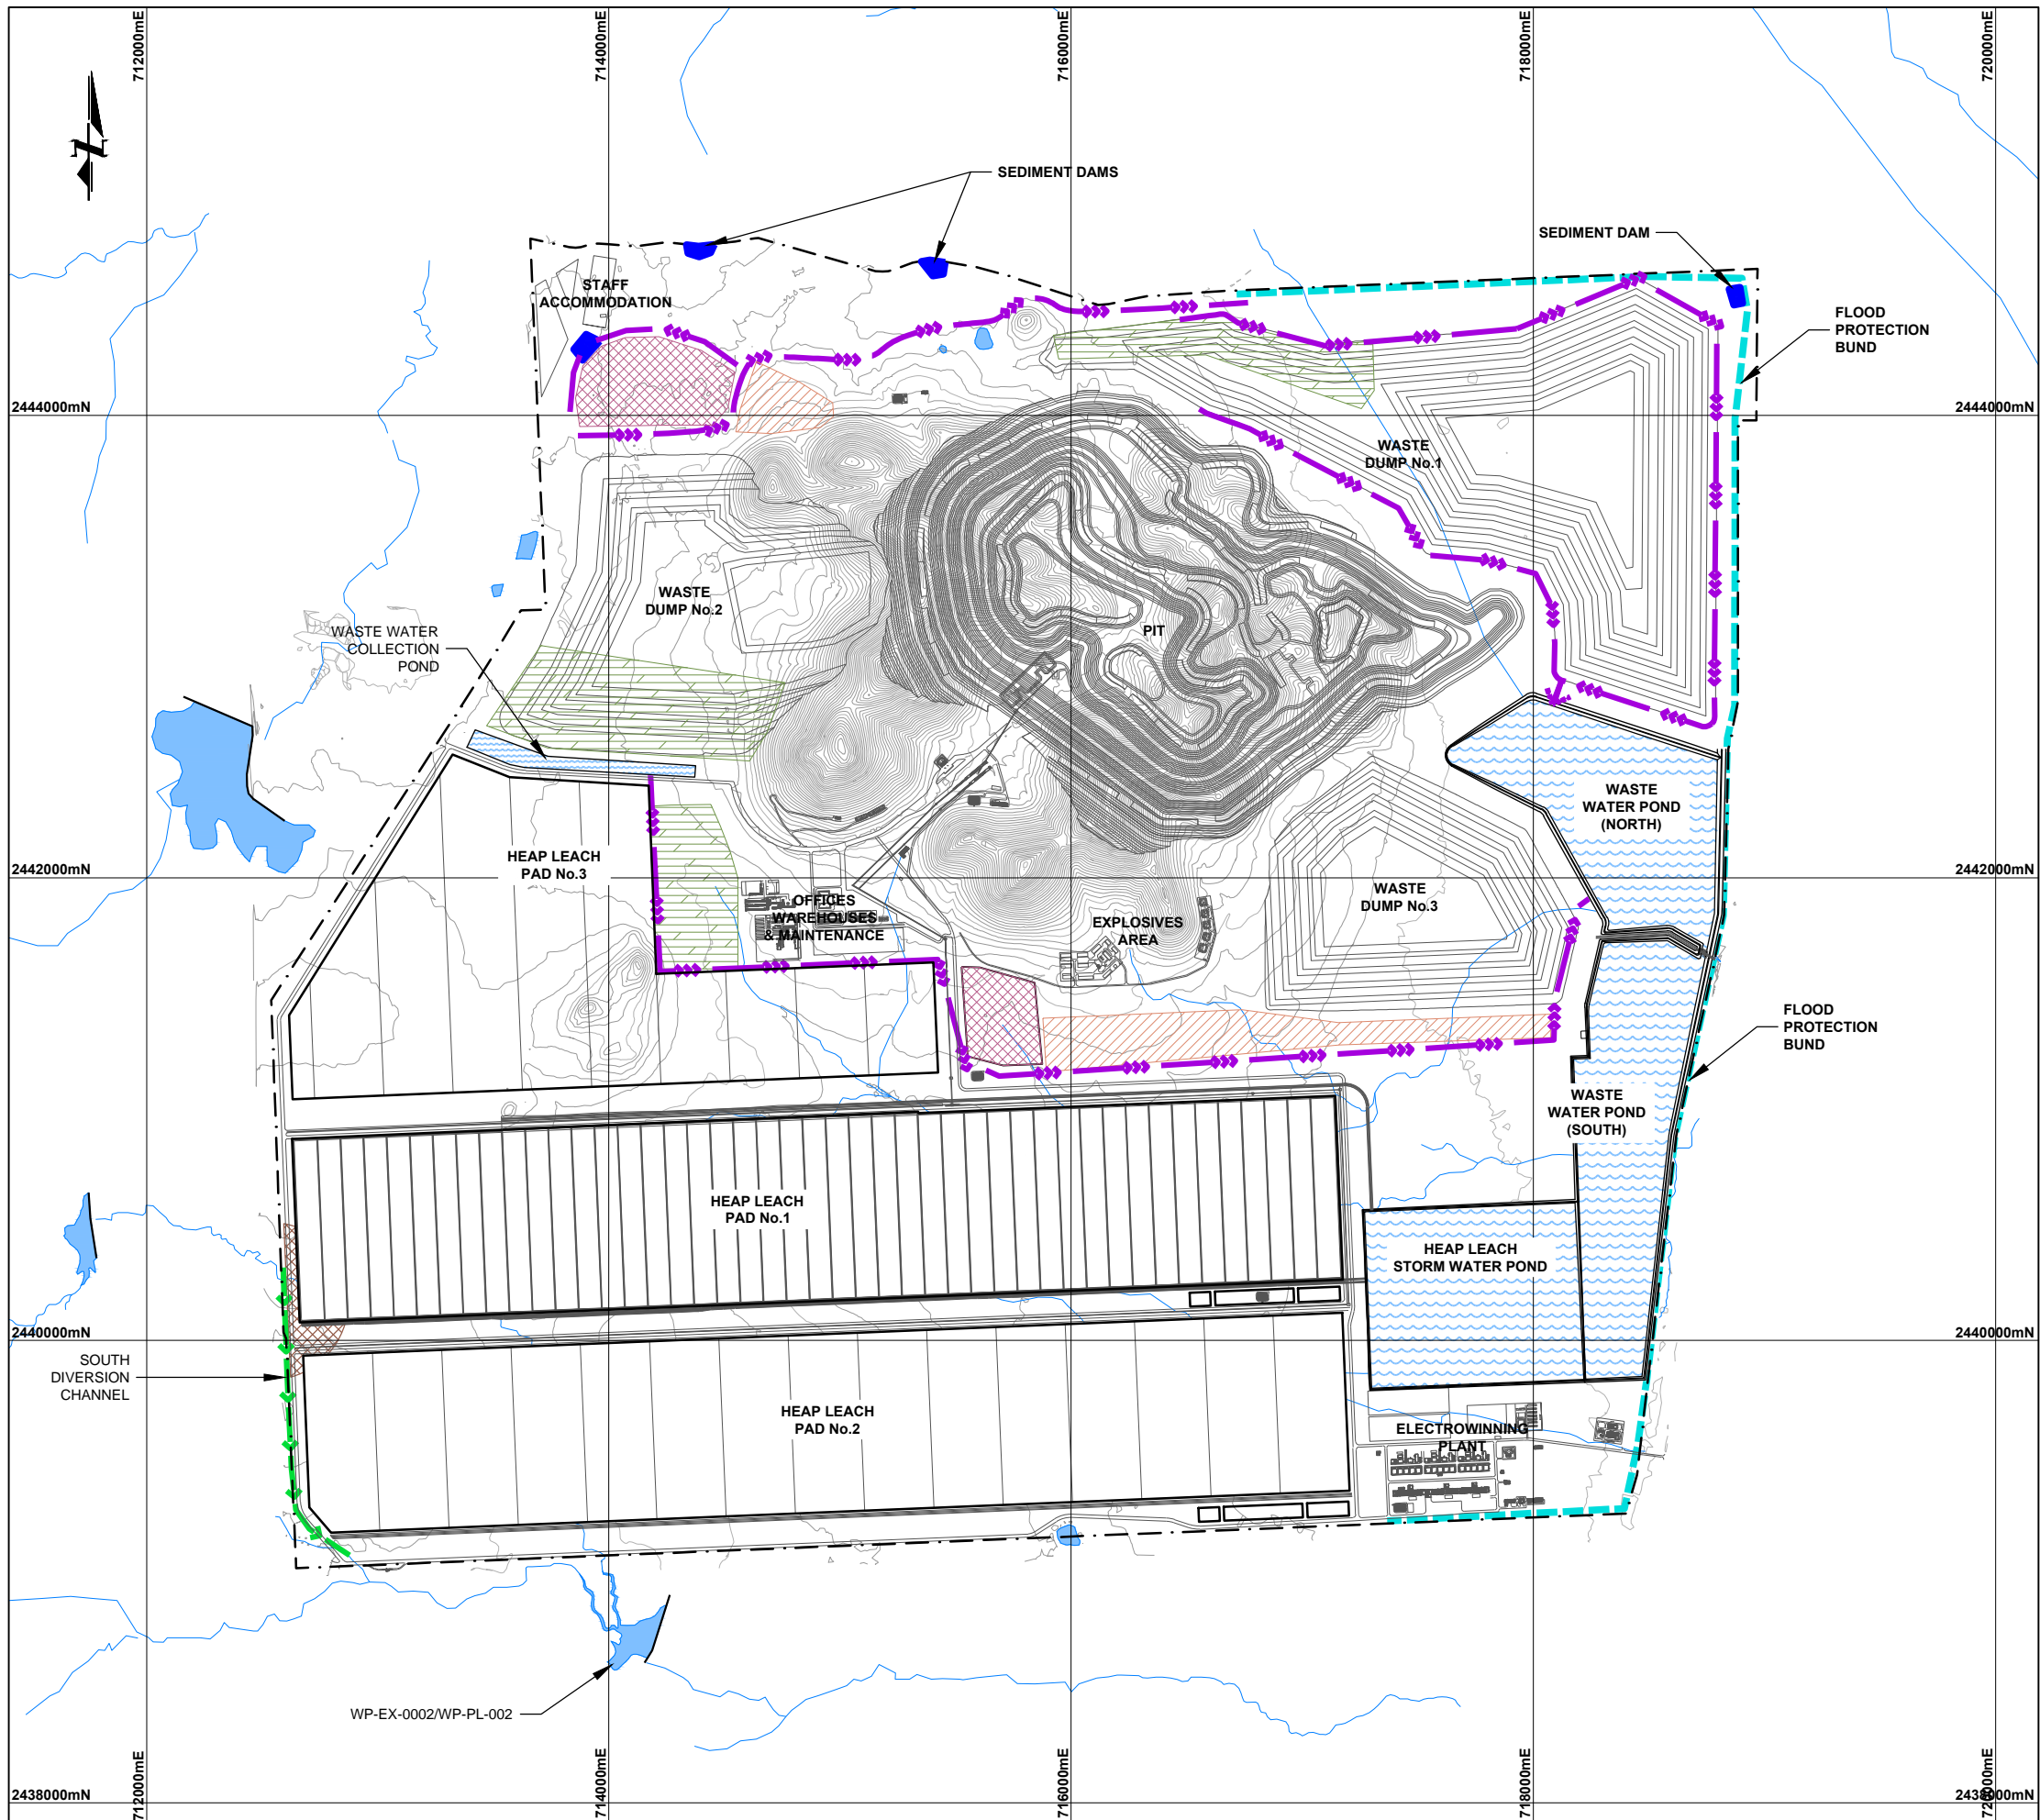 712000mE
714000mE
716000mE
718000mE
720000mE
N
SEDIMENT DAMS
SEDIMENT DAM
STAFF
ACCOMMODATION
FLOOD
PROTECTION
BUND
2444000mN
2444000mN
WASTE
DUMP No.1
WASTE
DUMP No.2
PIT
WASTE WATER
COLLECTION
POND
WASTE
WATER POND
(NORTH)
HEAP LEACH
PAD No.3
2442000mN
2442000mN
WASTE
DUMP No.3
OFFICES
WAREHOUSES
& MAINTENANCE
EXPLOSIVES
AREA
FLOOD
PROTECTION
BUND
WASTE
WATER POND
(SOUTH)
HEAP LEACH
PAD No.1
HEAP LEACH
STORM WATER POND
2440000mN
2440000mN
SOUTH
DIVERSION
CHANNEL
HEAP LEACH
PAD No.2
ELECTROWINNING
PLANT
WP-EX-0002/WP-PL-002
712000mE
714000mE
716000mE
718000mE
720000mE
2438000mN
2438000mN